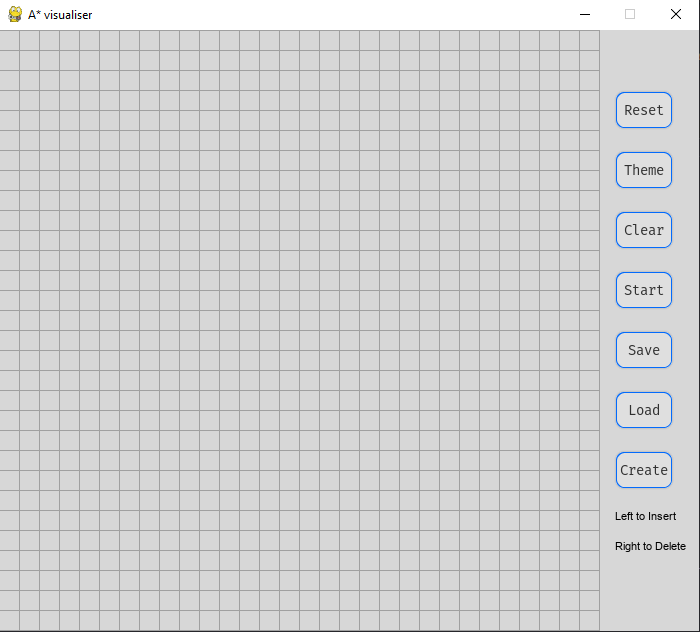 A* visualiser
Reset
Theme
Clear
Start
Save
Load
Create
Left to Insert
Right to Delete